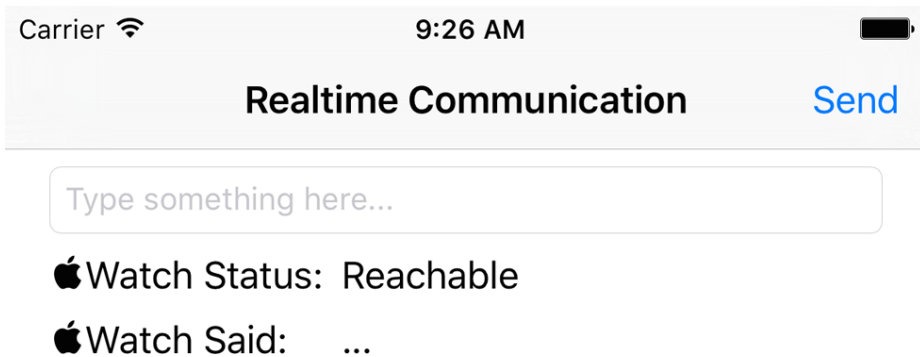 Carrier 9:26 AM
Realtime Communication Send
Type something here...
Watch Status: Reachable
Watch Said: ...